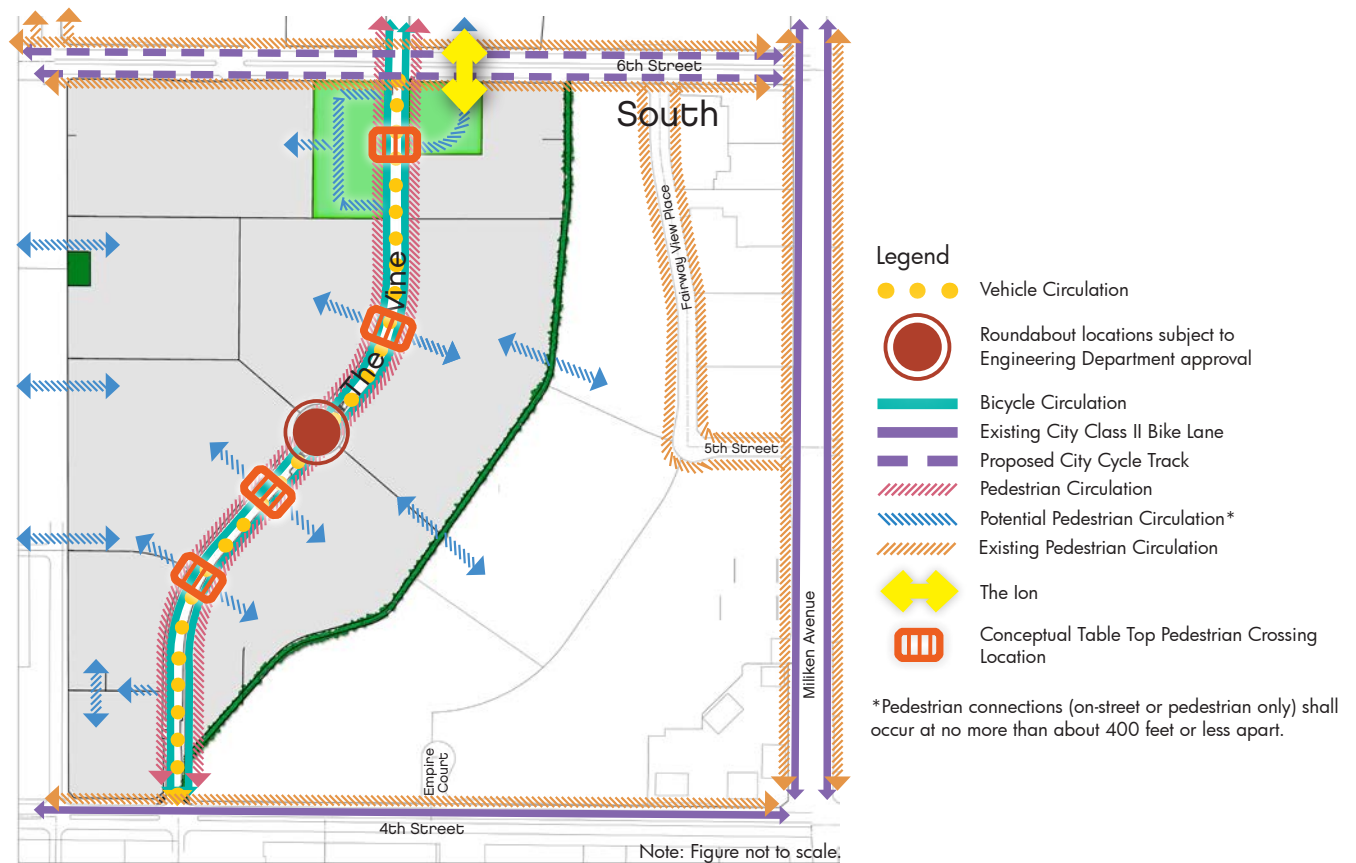 6th Street
South
Fairway View Place
The Vine
5th Street
Miliken Avenue
Empire
Court
4th Street
Note: Figure not to scale.
Legend
Vehicle Circulation
Roundabout locations subject to
Engineering Department approval
Bicycle Circulation
Existing City Class II Bike Lane
Proposed City Cycle Track
Pedestrian Circulation
Potential Pedestrian Circulation*
Existing Pedestrian Circulation
The Ion
Conceptual Table Top Pedestrian Crossing
Location
*Pedestrian connections (on-street or pedestrian only) shall
occur at no more than about 400 feet or less apart.